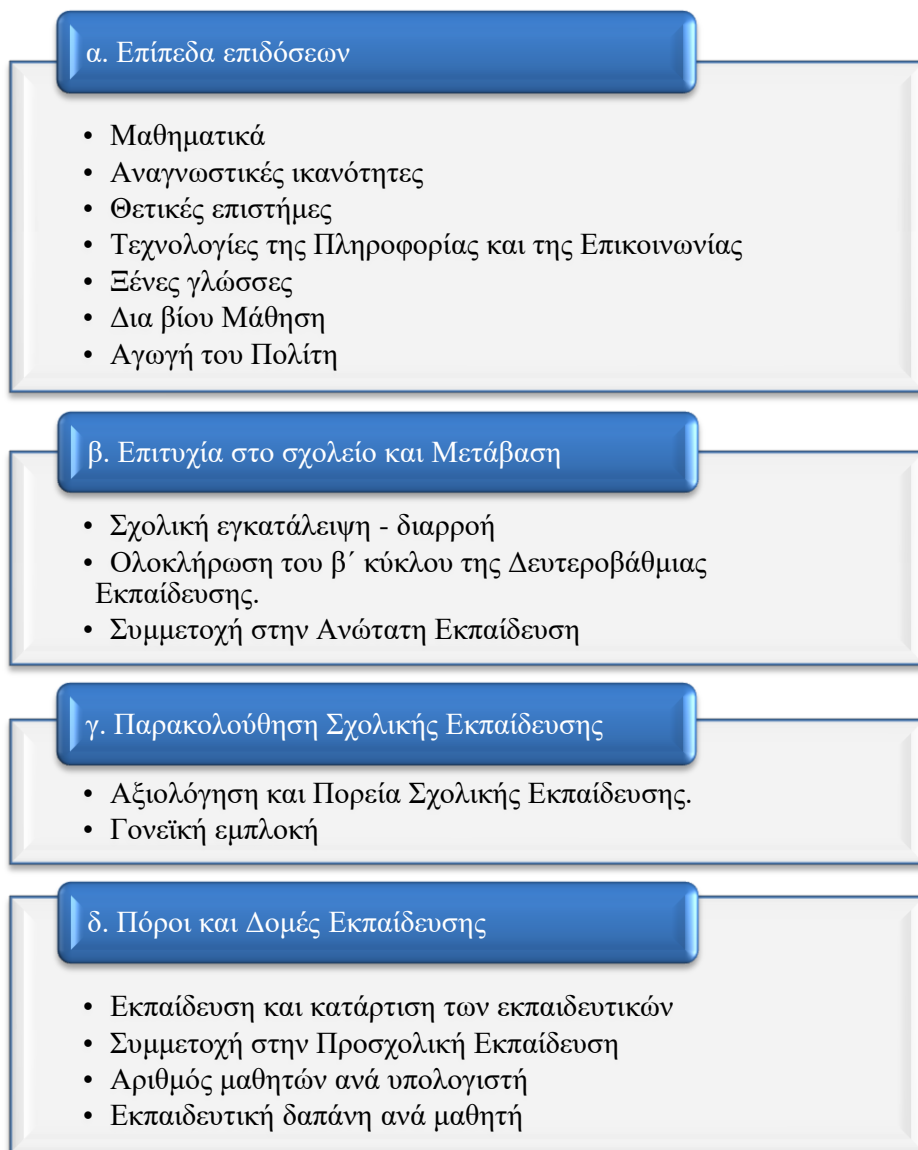 α. Επίπεδα επιδόσεων
• Μαθηματικά
• Αναγνωστικές ικανότητες
• Θετικές επιστήμες
• Τεχνολογίες της Πληροφορίας και της Επικοινωνίας
• Ξένες γλώσσες
• Δια βίου Μάθηση
• Αγωγή του Πολίτη
β. Επιτυχία στο σχολείο και Μετάβαση
• Σχολική εγκατάλειψη - διαρροή
• Ολοκλήρωση του β΄ κύκλου της Δευτεροβάθμιας
Εκπαίδευσης.
• Συμμετοχή στην Ανώτατη Εκπαίδευση
γ. Παρακολούθηση Σχολικής Εκπαίδευσης
• Αξιολόγηση και Πορεία Σχολικής Εκπαίδευσης.
• Γονεϊκή εμπλοκή
δ. Πόροι και Δομές Εκπαίδευσης
• Εκπαίδευση και κατάρτιση των εκπαιδευτικών
• Συμμετοχή στην Προσχολική Εκπαίδευση
• Αριθμός μαθητών ανά υπολογιστή
• Εκπαιδευτική δαπάνη ανά μαθητή